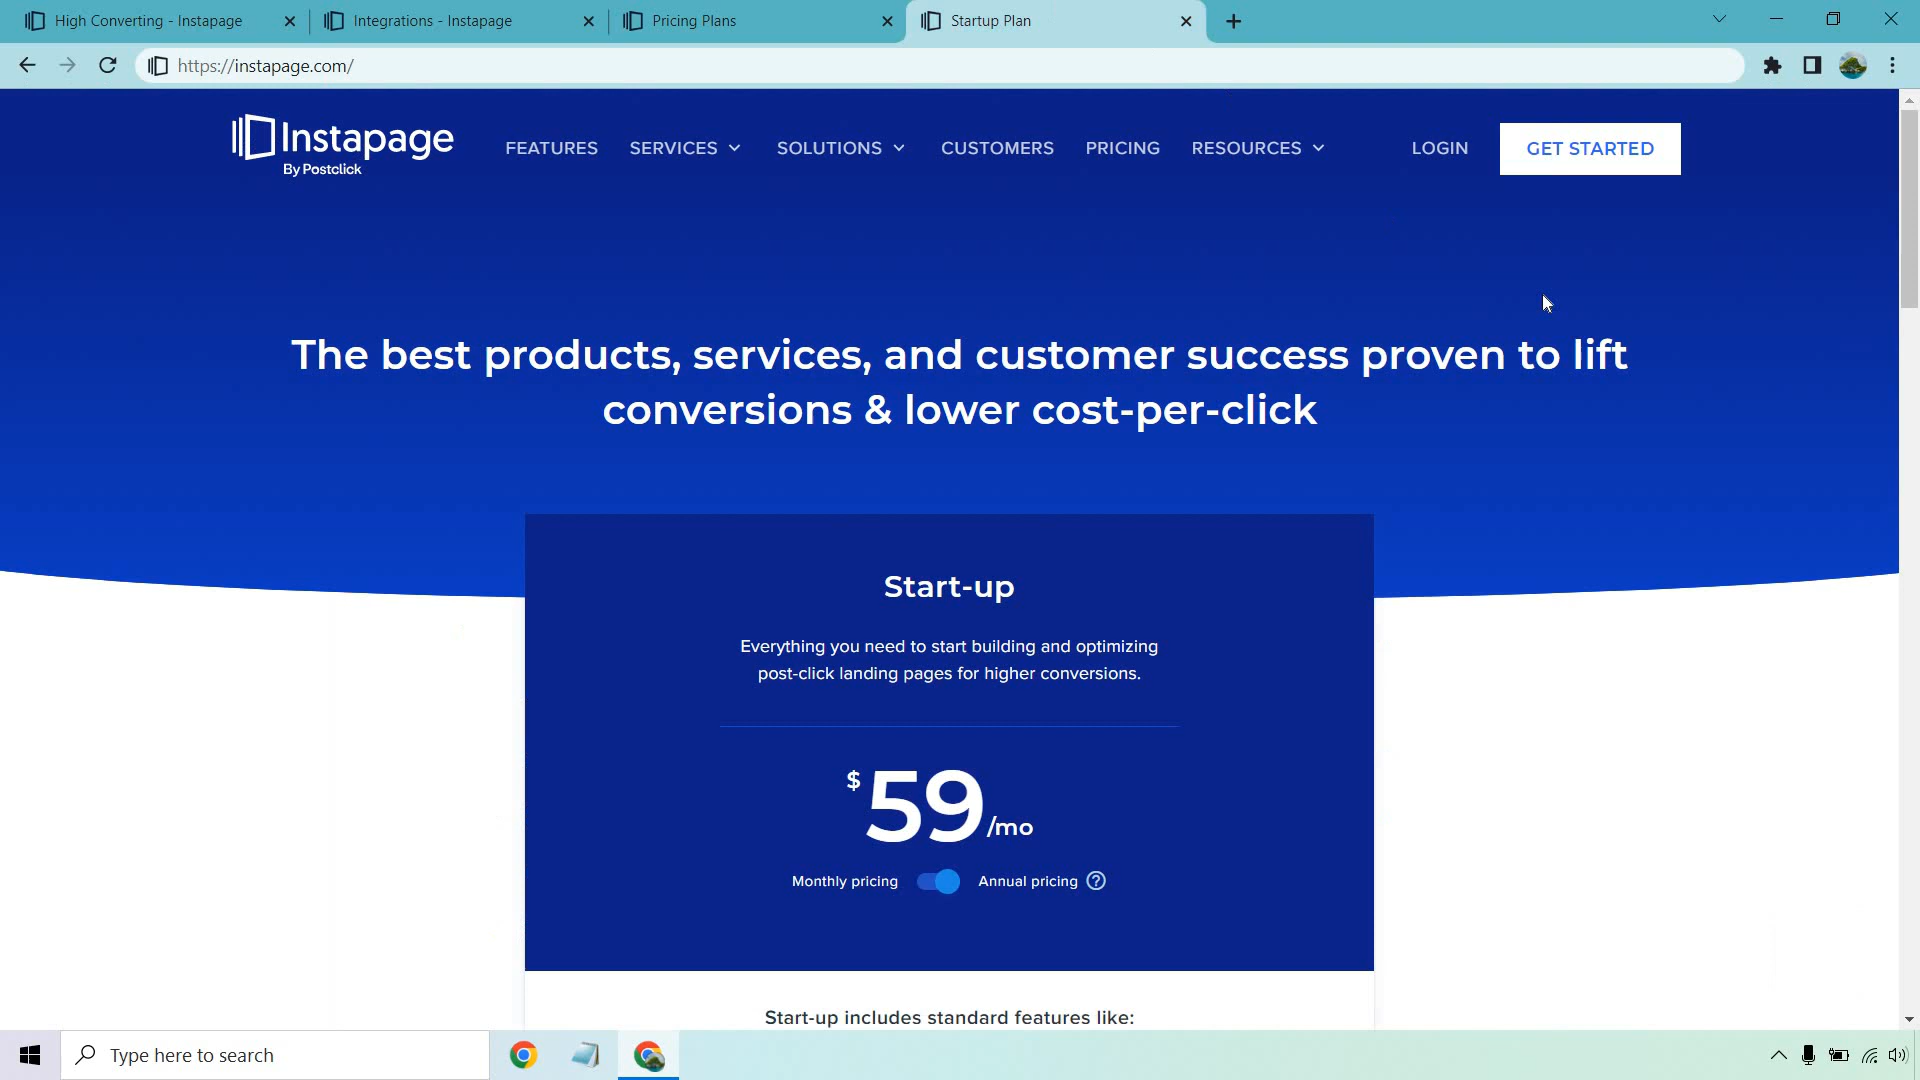 High Converting - Instapage
Integrations - Instapage
Pricing Plans
Startup Plan
https://instapage.com/
Instapage
By Postclick
FEATURES
SERVICES
SOLUTIONS
CUSTOMERS
PRICING
RESOURCES
LOGIN
GET STARTED
The best products, services, and customer success proven to lift
conversions & lower cost-per-click
Start-up
Everything you need to start building and optimizing
post-click landing pages for higher conversions.
$59/mo
Monthly pricing
Annual pricing ?
Start-up includes standard features like:
Type here to search